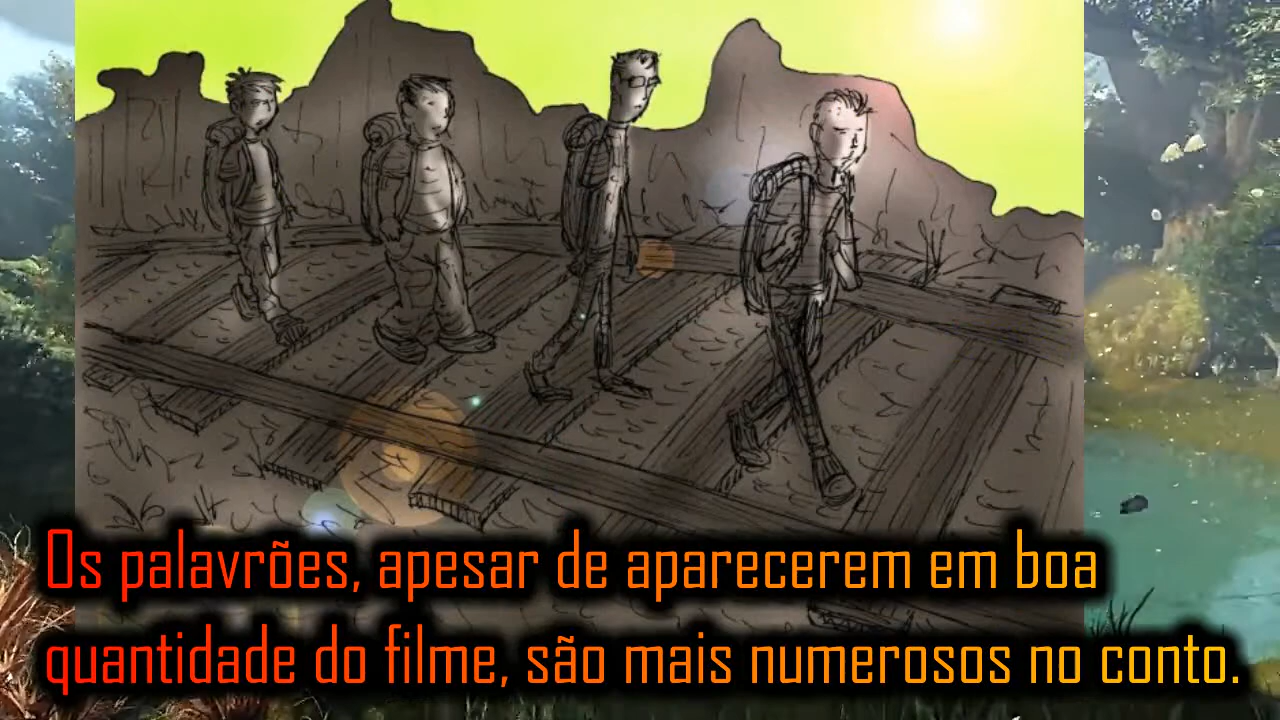 Os palavrões, apesar de aparecerem em boa
quantidade do filme, são mais numerosos no conto.